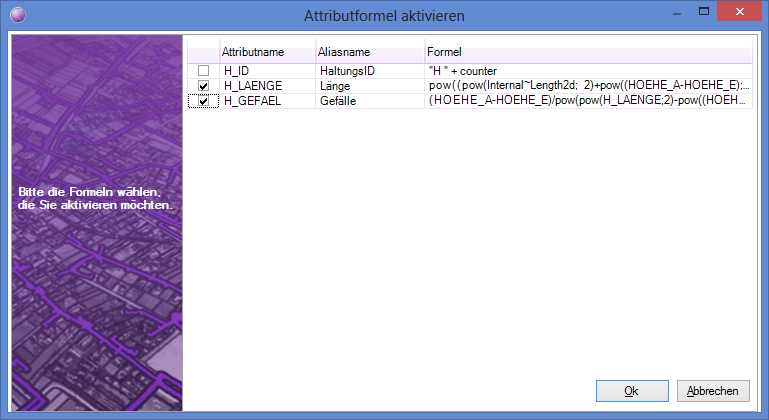 Attributformel aktivieren
Attributname Aliasname Formel
H_ID HaltungsID "H " + counter
H_LAENGE Länge pow((pow(Internal~Length2d; 2)+pow((HOEHE_A-HOEHE_E);...
H_GEFAEL Gefälle (HOEHE_A-HOEHE_E)/pow(pow(H_LAENGE;2)-pow((HOEH...
Bitte die Formeln wählen,
die Sie aktivieren möchten.
Ok Abbrechen